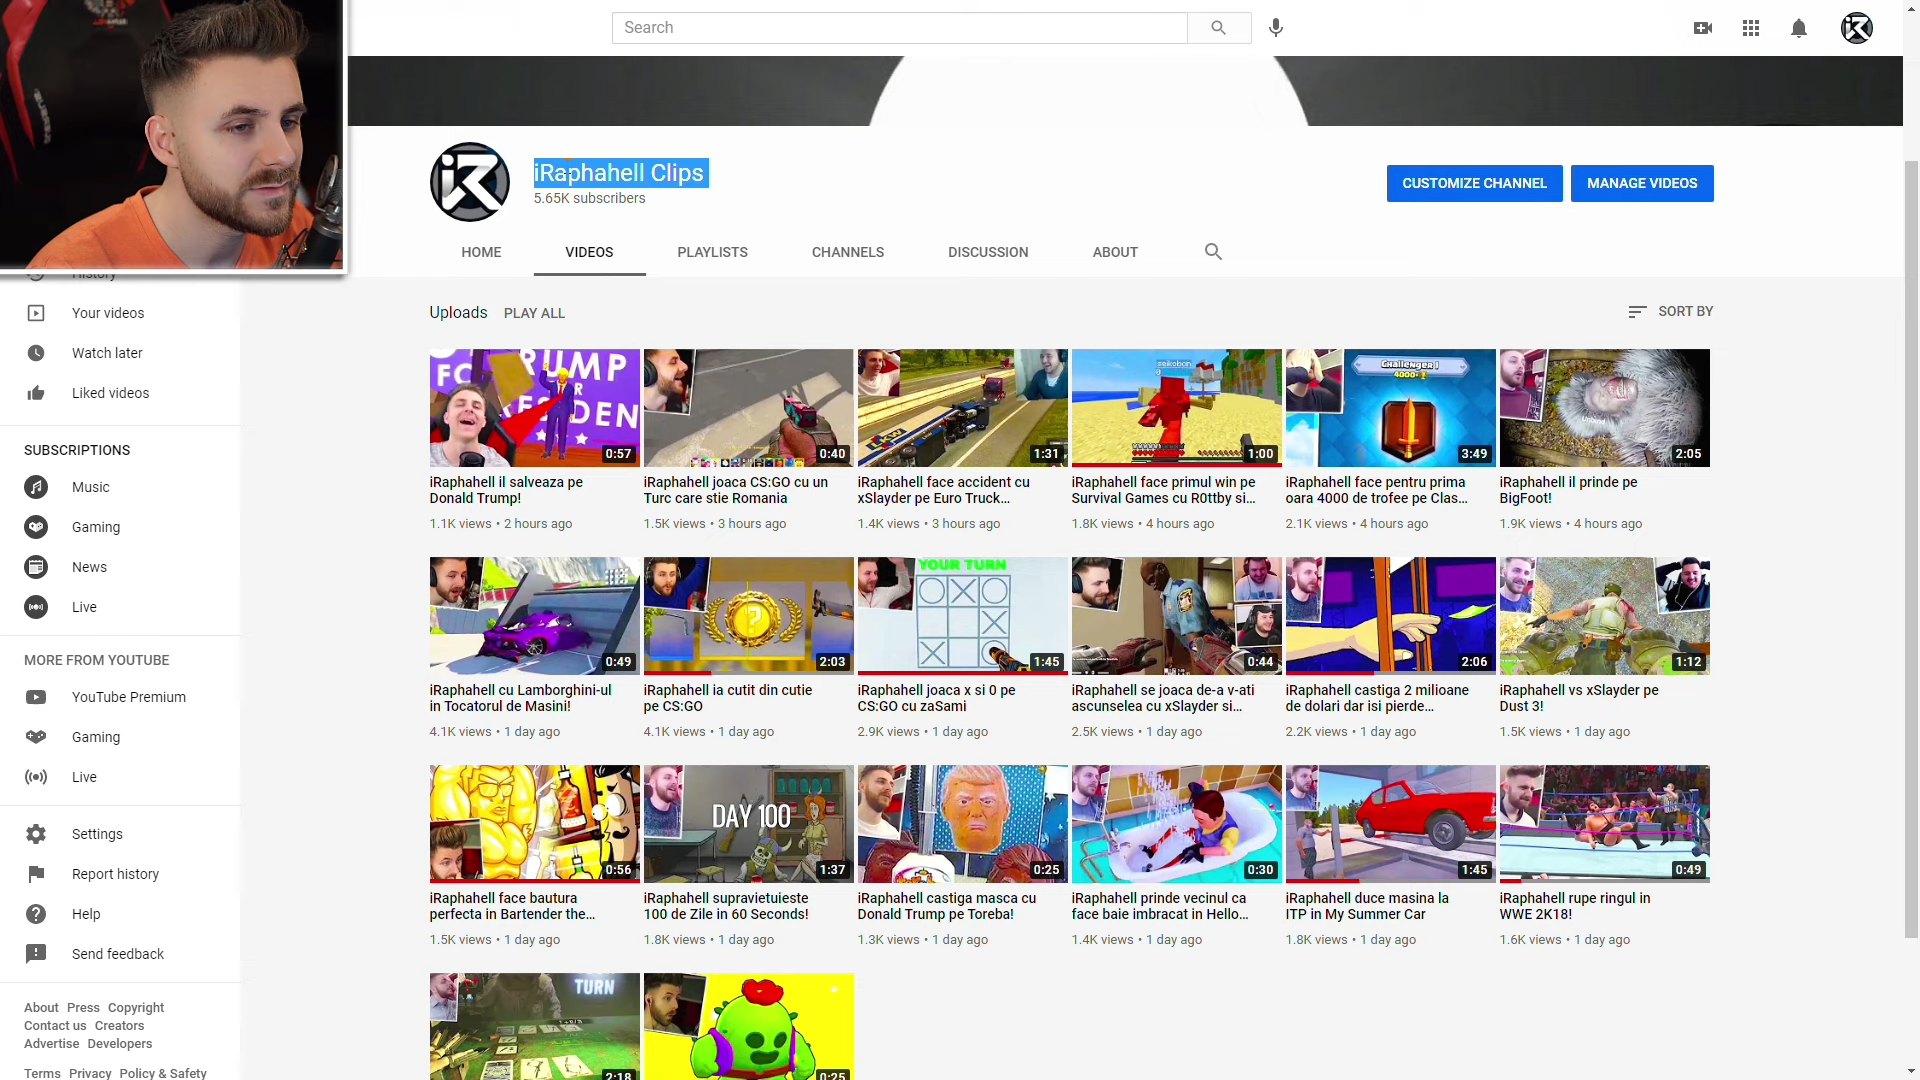 Search
iRaphahell Clips
5.65K subscribers
CUSTOMIZE CHANNEL
MANAGE VIDEOS
HOME
VIDEOS
PLAYLISTS
CHANNELS
DISCUSSION
ABOUT
History
Your videos
Watch later
Liked videos
SUBSCRIPTIONS
Music
Gaming
News
Live
MORE FROM YOUTUBE
YouTube Premium
Gaming
Live
Settings
Report history
Help
Send feedback
About Press Copyright
Contact us Creators
Advertise Developers
Terms Privacy Policy & Safety
Uploads PLAY ALL
SORT BY
TRUMP
0:57
iRaphahell il salveaza pe
Donald Trump!
1.1K views • 2 hours ago
0:40
iRaphahell joaca CS:GO cu un
Turc care stie Romania
1.5K views • 3 hours ago
LKW
1:31
iRaphahell face accident cu
xSlayder pe Euro Truck...
1.4K views • 3 hours ago
1:00
iRaphahell face primul win pe
Survival Games cu R0ttby si...
1.8K views • 4 hours ago
Challenger I
4000+
3:49
iRaphahell face pentru prima
oara 4000 de trofee pe Clas...
2.1K views • 4 hours ago
2:05
iRaphahell il prinde pe
BigFoot!
1.9K views • 4 hours ago
0:49
iRaphahell cu Lamborghini-ul
in Tocatorul de Masini!
4.1K views • 1 day ago
?
2:03
iRaphahell ia cutit din cutie
pe CS:GO
4.1K views • 1 day ago
YOUR TURN
1:45
iRaphahell joaca x si 0 pe
CS:GO cu zaSami
2.9K views • 1 day ago
0:44
iRaphahell se joaca de-a v-ati
ascunselea cu xSlayder si...
2.5K views • 1 day ago
2:06
iRaphahell castiga 2 milioane
de dolari dar isi pierde...
2.2K views • 1 day ago
1:12
iRaphahell vs xSlayder pe
Dust 3!
1.5K views • 1 day ago
0:56
iRaphahell face bautura
perfecta in Bartender the...
1.5K views • 1 day ago
DAY 100
1:37
iRaphahell supravietuieste
100 de Zile in 60 Seconds!
1.8K views • 1 day ago
0:25
iRaphahell castiga masca cu
Donald Trump pe Toreba!
1.3K views • 1 day ago
0:30
iRaphahell prinde vecinul ca
face baie imbracat in Hello...
1.4K views • 1 day ago
1:45
iRaphahell duce masina la
ITP in My Summer Car
1.8K views • 1 day ago
0:49
iRaphahell rupe ringul in
WWE 2K18!
1.6K views • 1 day ago
TURN
2:18
0:25